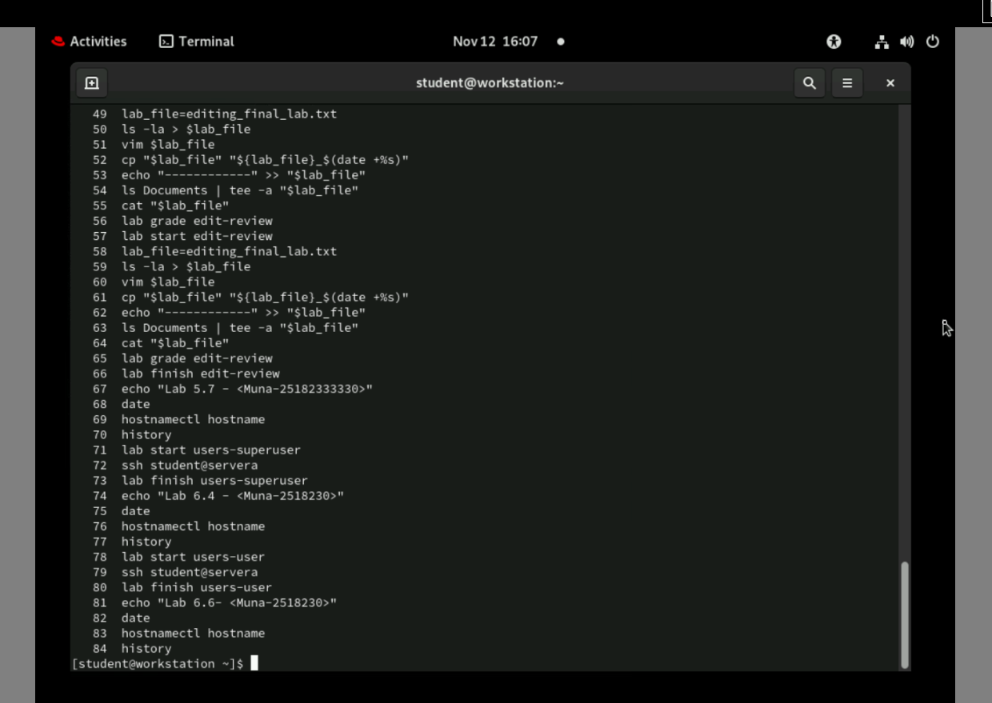 Activities Terminal Nov 12 16:07
student@workstation:~
49 lab_file=editing_final_lab.txt
50 ls -la > $lab_file
51 vim $lab_file
52 cp "$lab_file" "${lab_file}_$(date +%s)"
53 echo "------------" >> "$lab_file"
54 ls Documents | tee -a "$lab_file"
55 cat "$lab_file"
56 lab grade edit-review
57 lab start edit-review
58 lab_file=editing_final_lab.txt
59 ls -la > $lab_file
60 vim $lab_file
61 cp "$lab_file" "${lab_file}_$(date +%s)"
62 echo "------------" >> "$lab_file"
63 ls Documents | tee -a "$lab_file"
64 cat "$lab_file"
65 lab grade edit-review
66 lab finish edit-review
67 echo "Lab 5.7 - <Muna-25182333330>"
68 date
69 hostnamectl hostname
70 history
71 lab start users-superuser
72 ssh student@servera
73 lab finish users-superuser
74 echo "Lab 6.4 - <Muna-2518230>"
75 date
76 hostnamectl hostname
77 history
78 lab start users-user
79 ssh student@servera
80 lab finish users-user
81 echo "Lab 6.6- <Muna-2518230>"
82 date
83 hostnamectl hostname
84 history
[student@workstation ~]$